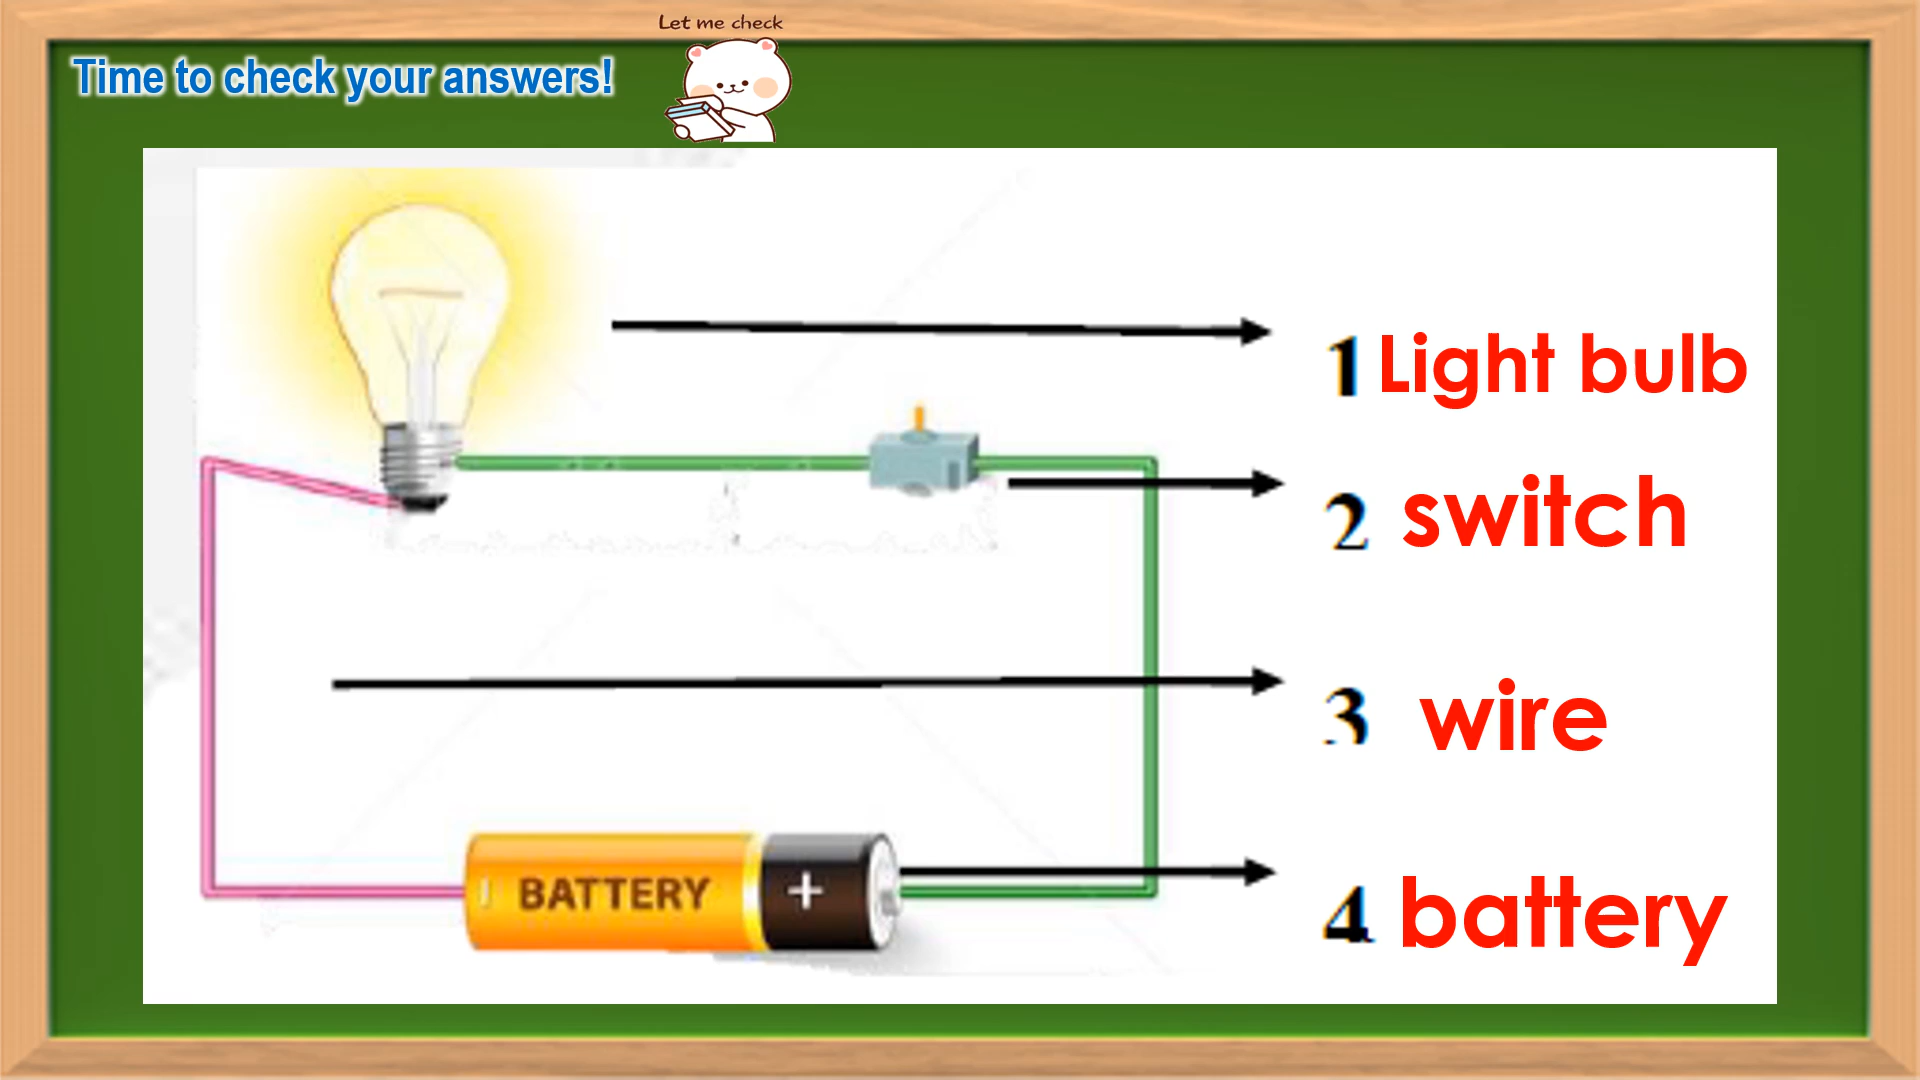 Let me check
Time to check your answers!
1 Light bulb
2 switch
3 wire
BATTERY +
4 battery